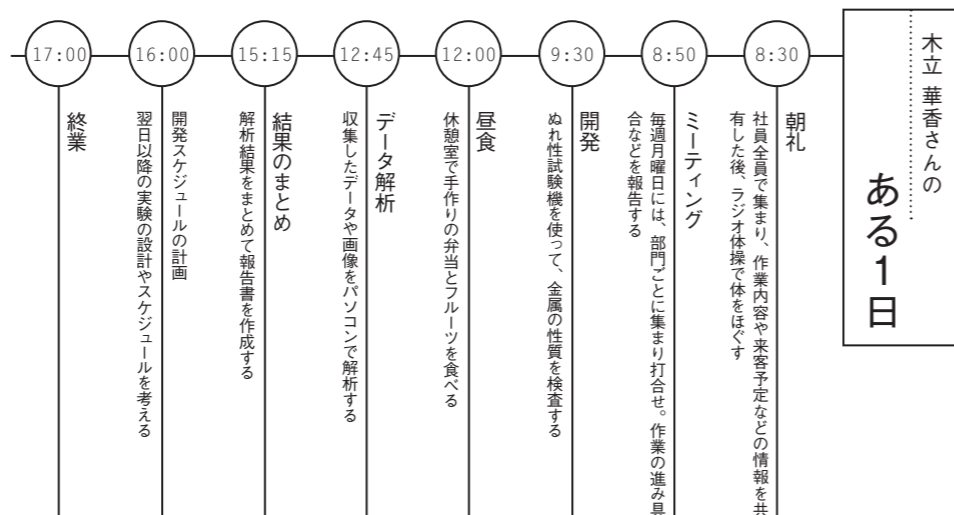 木立 華香さんの
ある1日
8:30
朝礼
社員全員で集まり、作業内容や来客予定などの情報を共
有した後、ラジオ体操で体をほぐす
8:50
ミーティング
毎週月曜日には、部門ごとに集まり打合せ。作業の進み具
合などを報告する
9:30
開発
ぬれ性試験機を使って、金属の性質を検査する
12:00
昼食
休憩室で手作りの弁当とフルーツを食べる
12:45
データ解析
収集したデータや画像をパソコンで解析する
15:15
結果のまとめ
解析結果をまとめて報告書を作成する
16:00
開発スケジュールの計画
翌日以降の実験の設計やスケジュールを考える
17:00
終業